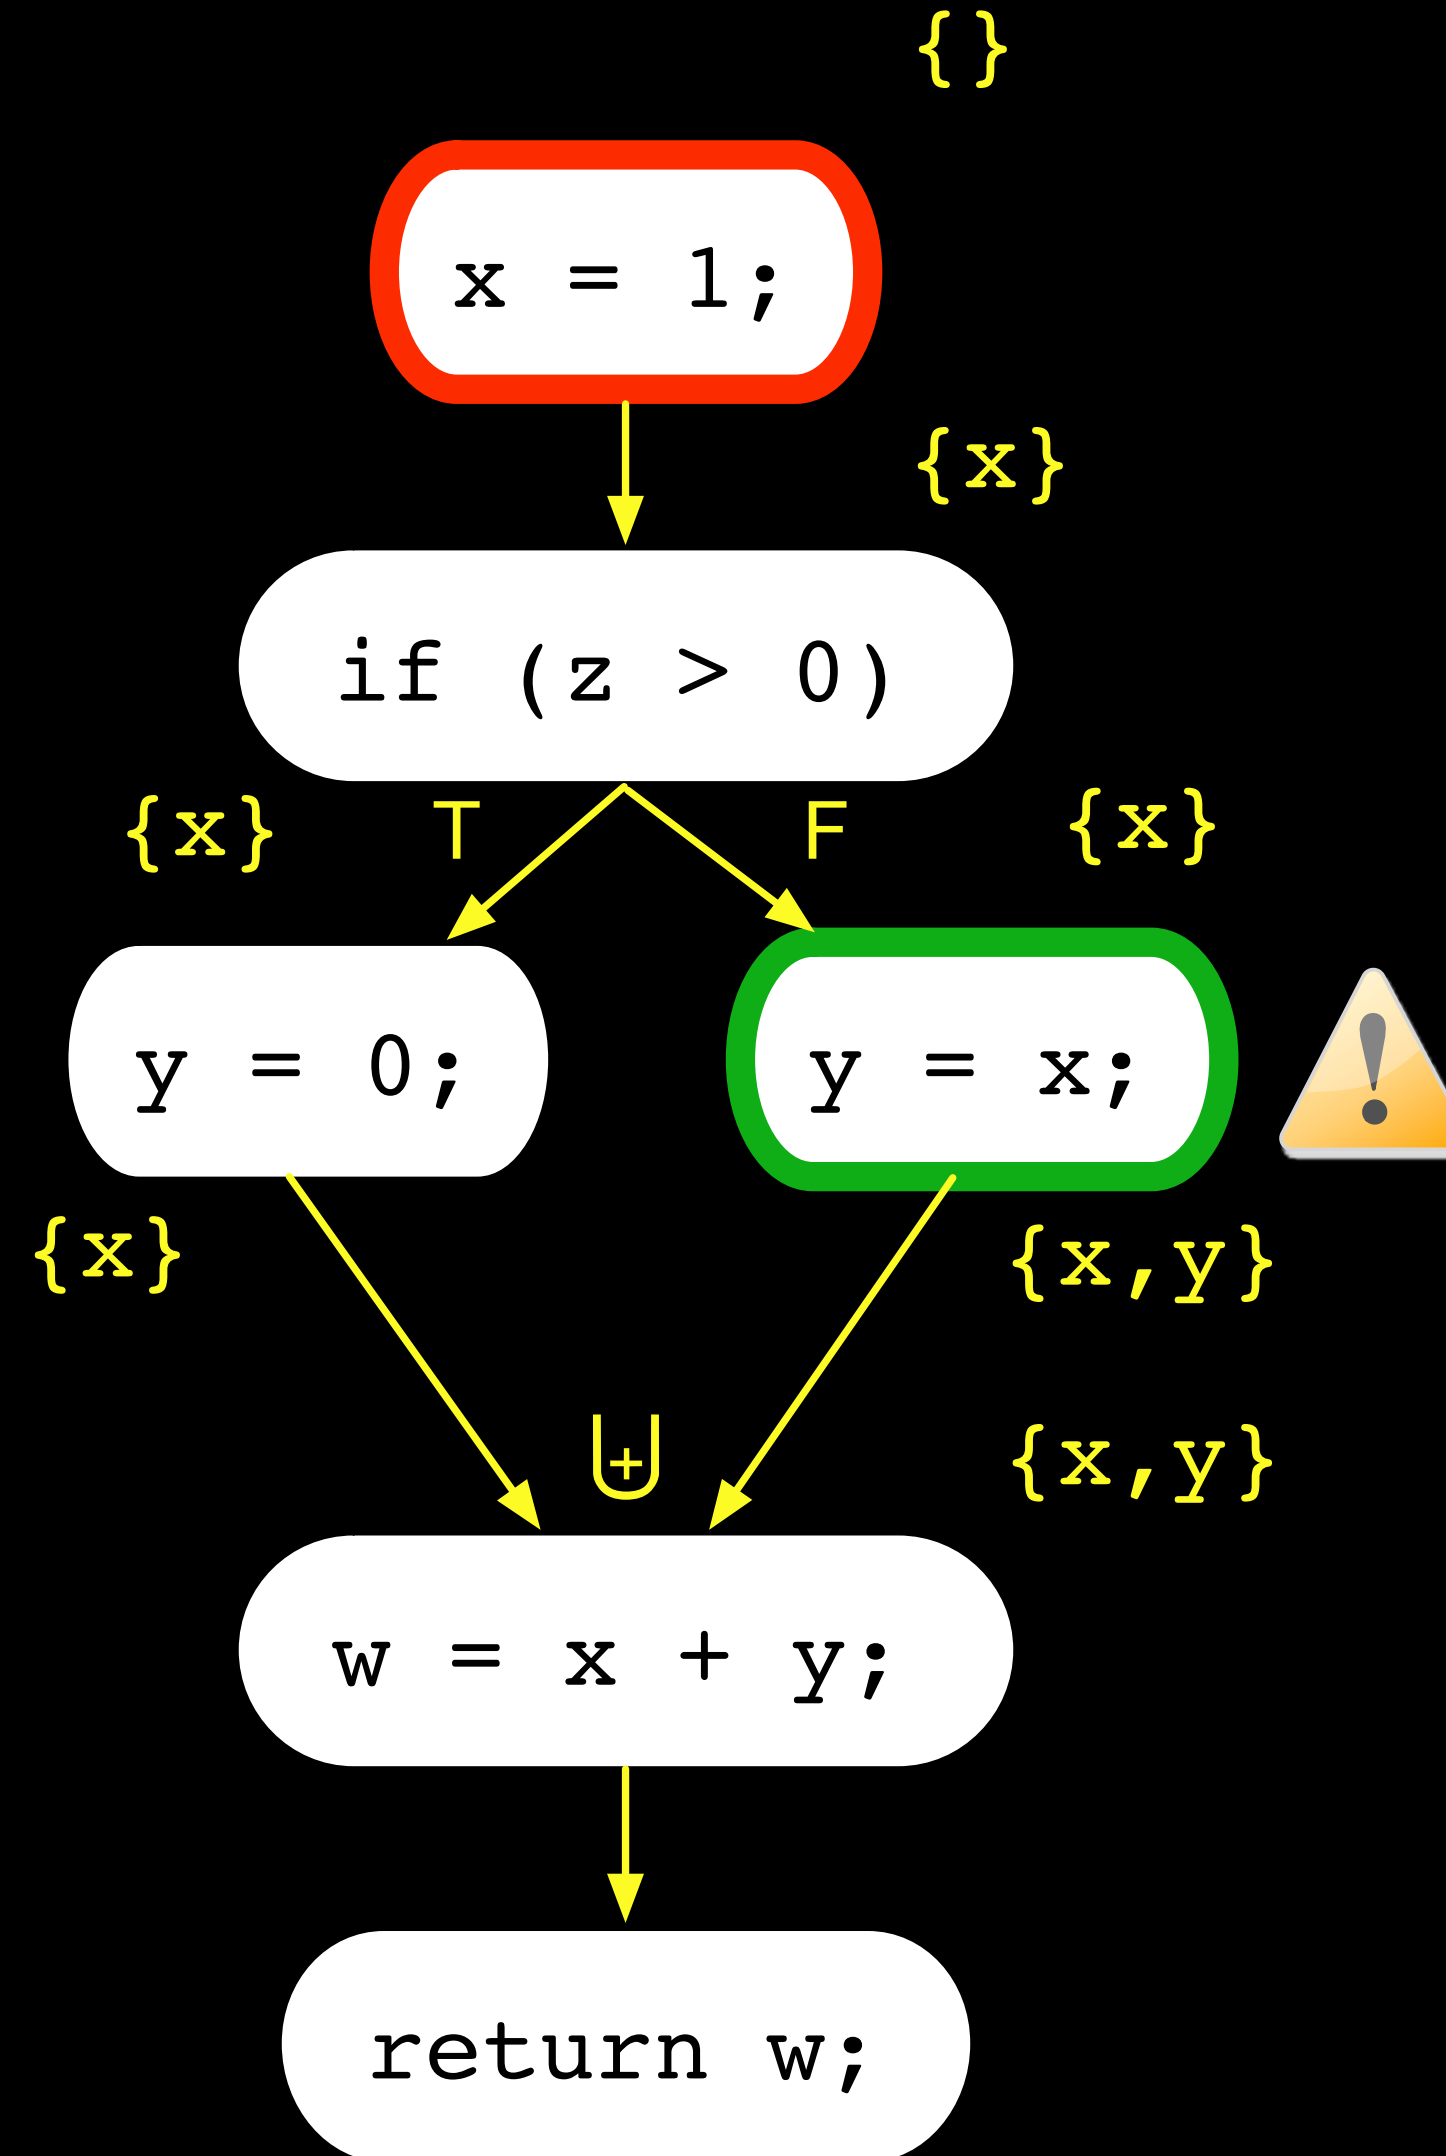 {}
x = 1;
{x}
if (z > 0)
{x} T F {x}
y = 0; y = x;
{x} {x,y}
⊎ {x,y}
w = x + y;
return w;